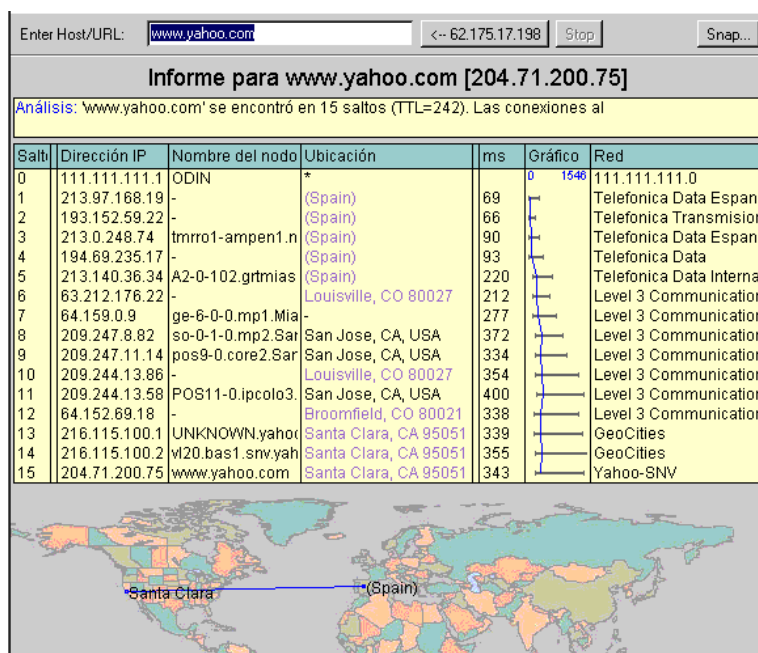 Enter Host/URL: www.yahoo.com <-- 62.175.17.198 Stop Snap...
Informe para www.yahoo.com [204.71.200.75]
Análisis: 'www.yahoo.com' se encontró en 15 saltos (TTL=242). Las conexiones al
Salt Dirección IP Nombre del nodo Ubicación ms Gráfico Red
0 111.111.111.1 ODIN * 0 1546 111.111.111.0
1 213.97.168.19 - (Spain) 69 Telefonica Data Espan
2 193.152.59.22 - (Spain) 66 Telefonica Transmision
3 213.0.248.74 tmrro1-ampen1.n (Spain) 90 Telefonica Data Espan
4 194.69.235.17 - (Spain) 93 Telefonica Data
5 213.140.36.34 A2-0-102.grtmias (Spain) 220 Telefonica Data Interna
6 63.212.176.22 - Louisville, CO 80027 212 Level 3 Communication
7 64.159.0.9 ge-6-0-0.mp1.Mia - 277 Level 3 Communication
8 209.247.8.82 so-0-1-0.mp2.Sar San Jose, CA, USA 372 Level 3 Communication
9 209.247.11.14 pos9-0.core2.Sar San Jose, CA, USA 334 Level 3 Communication
10 209.244.13.86 - Louisville, CO 80027 354 Level 3 Communication
11 209.244.13.58 POS11-0.ipcolo3. San Jose, CA, USA 400 Level 3 Communication
12 64.152.69.18 - Broomfield, CO 80021 338 Level 3 Communication
13 216.115.100.1 UNKNOWN.yahoo Santa Clara, CA 95051 339 GeoCities
14 216.115.100.2 vl20.bas1.snv.yah Santa Clara, CA 95051 355 GeoCities
15 204.71.200.75 www.yahoo.com Santa Clara, CA 95051 343 Yahoo-SNV
Santa Clara (Spain)